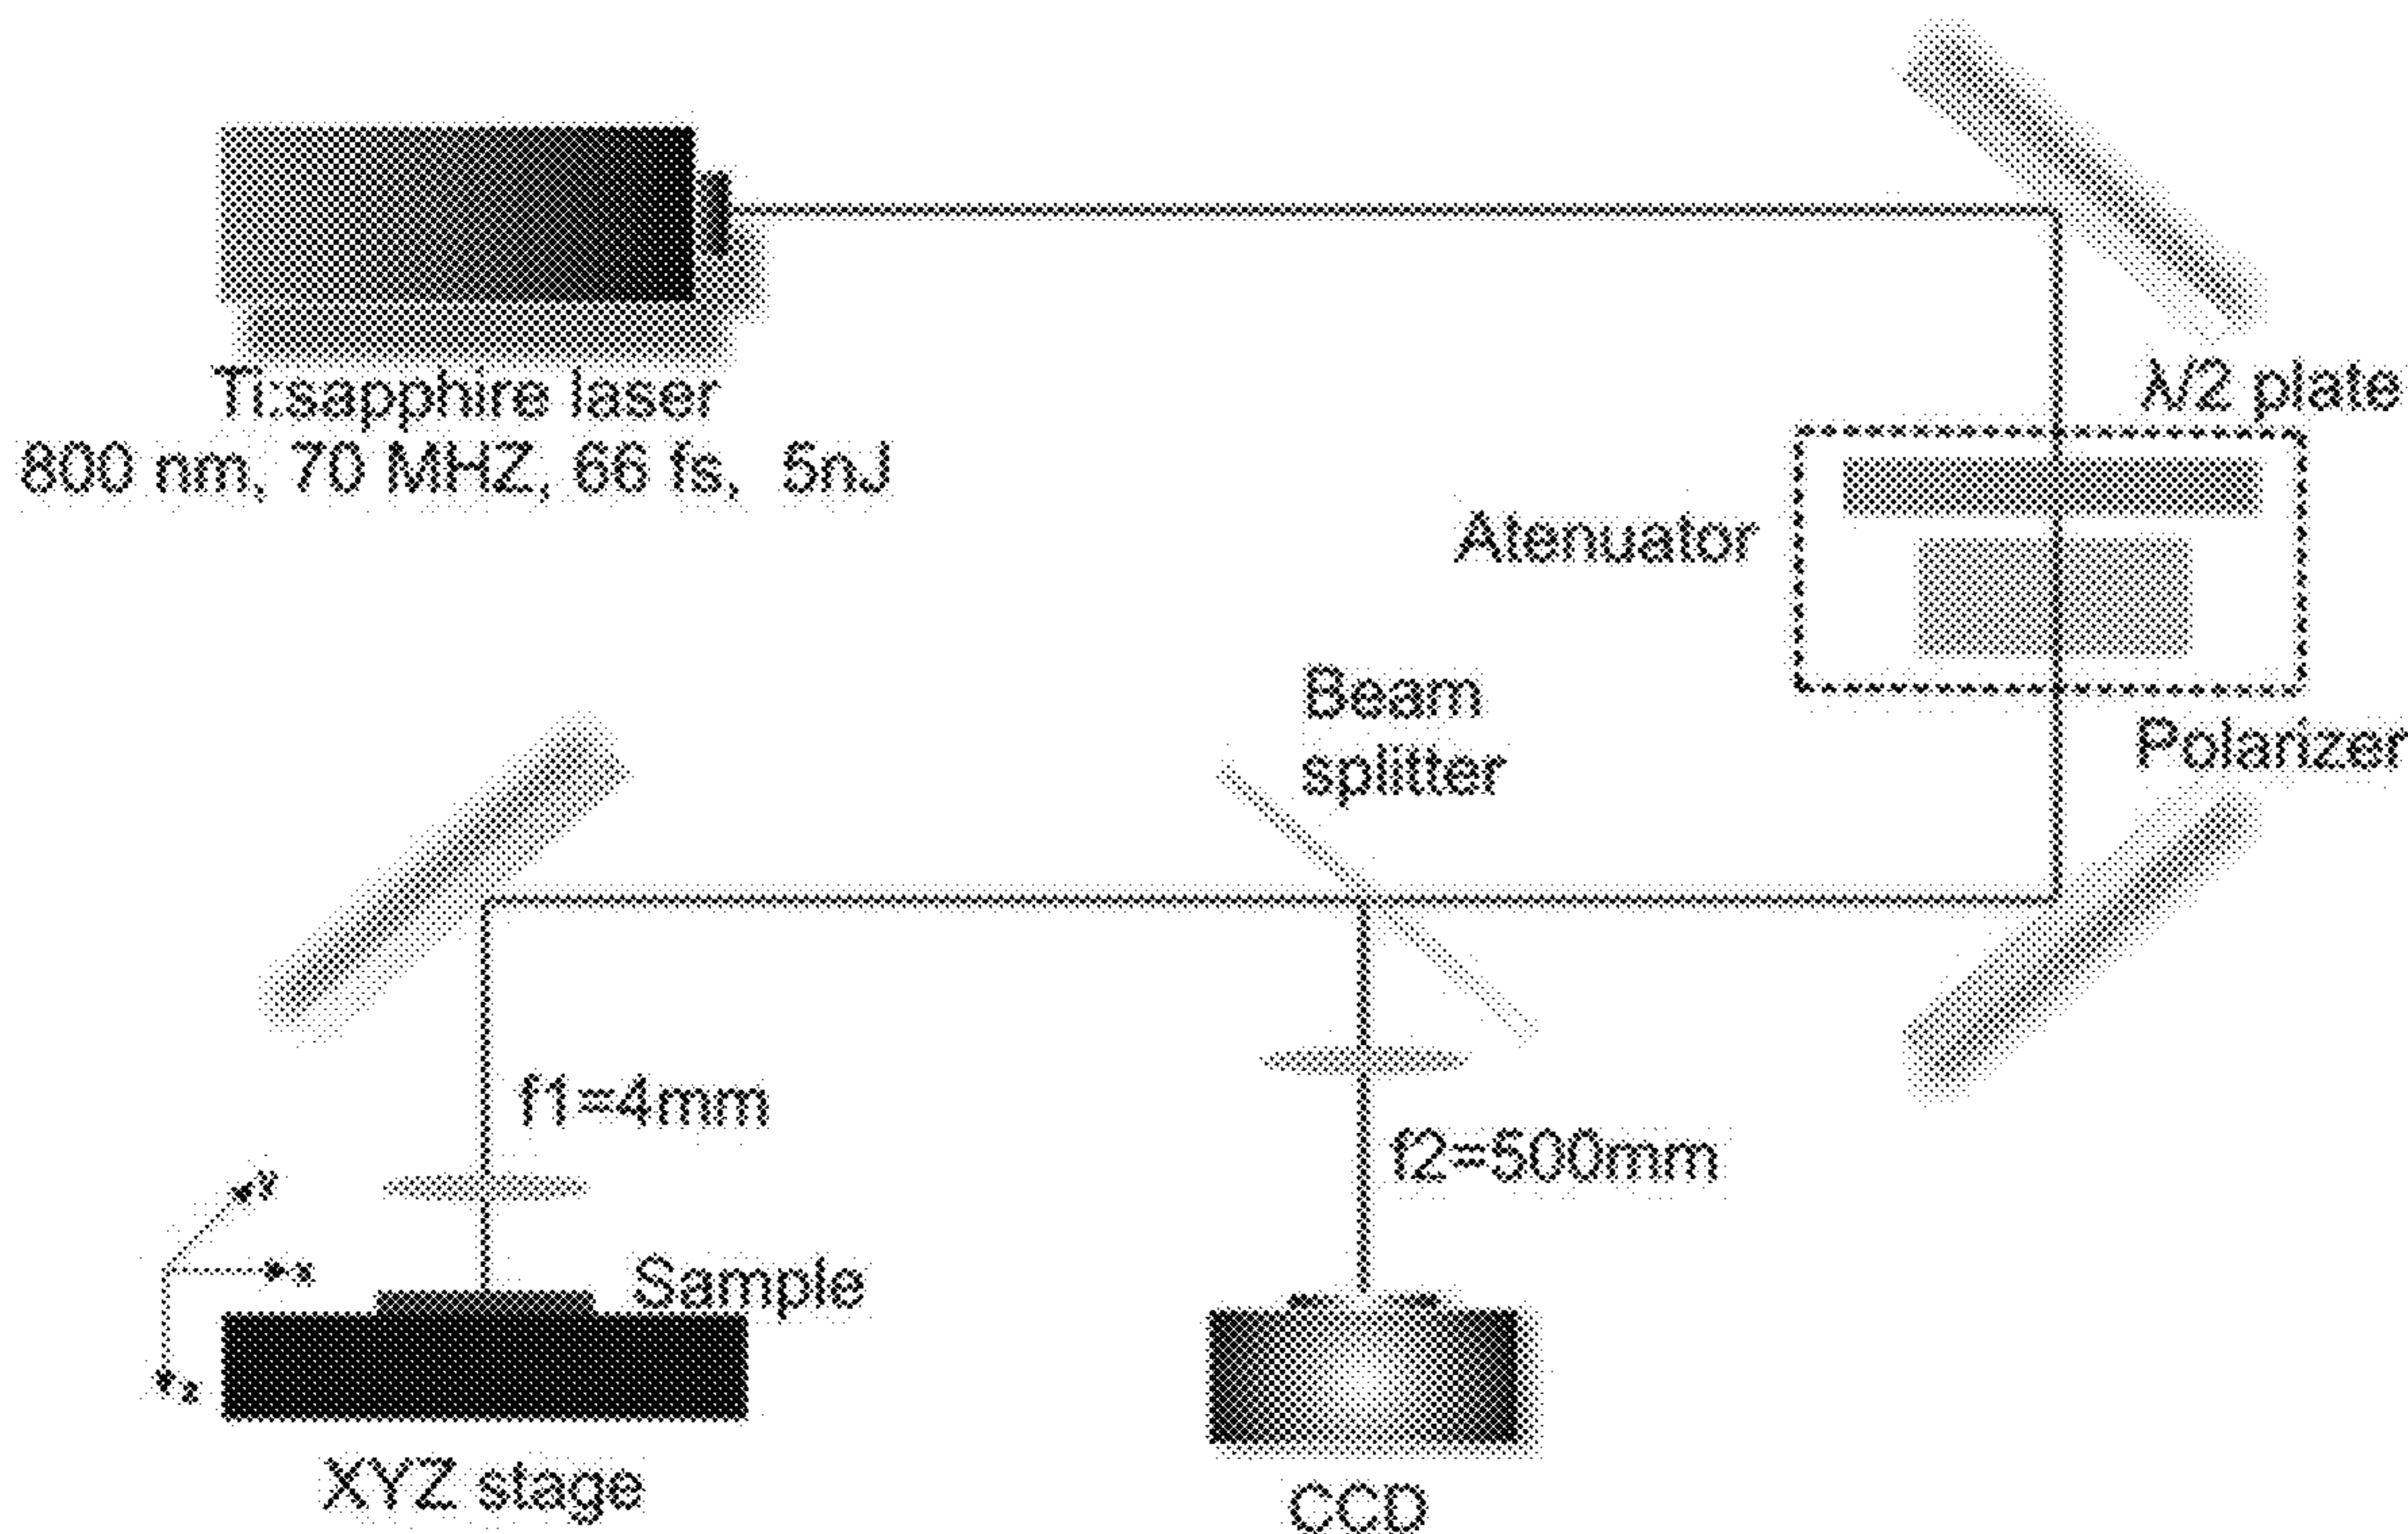 Ti:sapphire laser
800 nm, 70 MHZ, 66 fs, 5nJ
λ/2 plate
Atenuator
Polarizer
Beam
splitter
f1=4mm
f2=500mm
y
x
z
Sample
XYZ stage
CCD